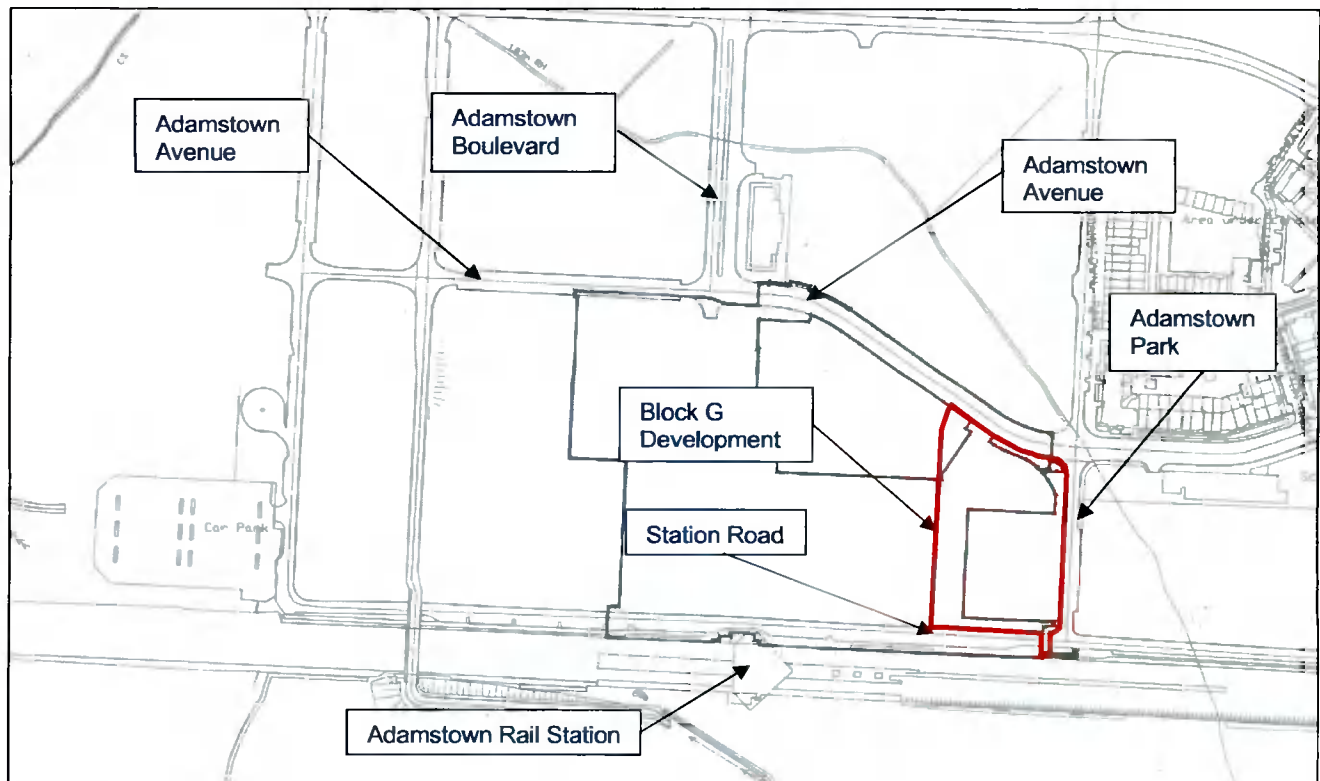 Adamstown
Avenue
Adamstown
Boulevard
Adamstown
Avenue
Adamstown
Park
Block G
Development
Station Road
Car Park
Adamstown Rail Station